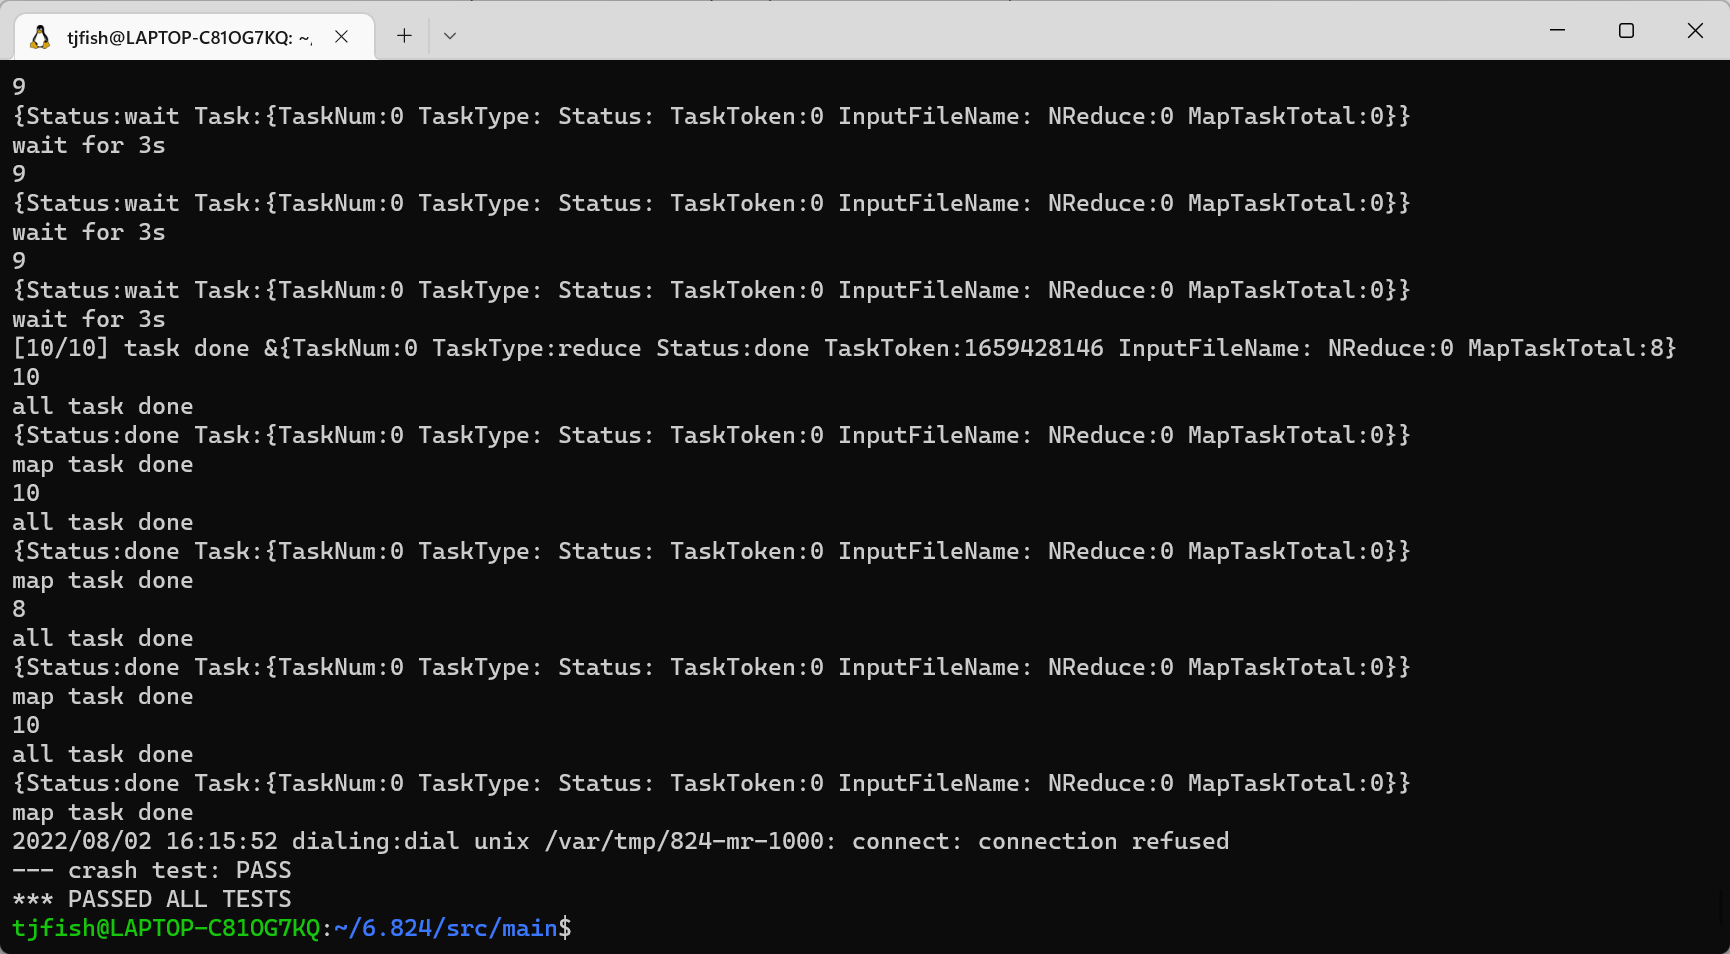 tjfish@LAPTOP-C81OG7KQ: ~,
9
{Status:wait Task:{TaskNum:0 TaskType: Status: TaskToken:0 InputFileName: NReduce:0 MapTaskTotal:0}}
wait for 3s
9
{Status:wait Task:{TaskNum:0 TaskType: Status: TaskToken:0 InputFileName: NReduce:0 MapTaskTotal:0}}
wait for 3s
9
{Status:wait Task:{TaskNum:0 TaskType: Status: TaskToken:0 InputFileName: NReduce:0 MapTaskTotal:0}}
wait for 3s
[10/10] task done &{TaskNum:0 TaskType:reduce Status:done TaskToken:1659428146 InputFileName: NReduce:0 MapTaskTotal:8}
10
all task done
{Status:done Task:{TaskNum:0 TaskType: Status: TaskToken:0 InputFileName: NReduce:0 MapTaskTotal:0}}
map task done
10
all task done
{Status:done Task:{TaskNum:0 TaskType: Status: TaskToken:0 InputFileName: NReduce:0 MapTaskTotal:0}}
map task done
8
all task done
{Status:done Task:{TaskNum:0 TaskType: Status: TaskToken:0 InputFileName: NReduce:0 MapTaskTotal:0}}
map task done
10
all task done
{Status:done Task:{TaskNum:0 TaskType: Status: TaskToken:0 InputFileName: NReduce:0 MapTaskTotal:0}}
map task done
2022/08/02 16:15:52 dialing:dial unix /var/tmp/824-mr-1000: connect: connection refused
--- crash test: PASS
*** PASSED ALL TESTS
tjfish@LAPTOP-C81OG7KQ:~/6.824/src/main$